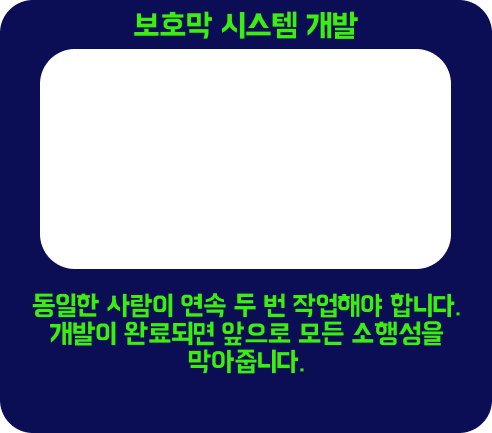 보호막 시스템 개발
동일한 사람이 연속 두 번 작업해야 합니다.
개발이 완료되면 앞으로 모든 소행성을
막아줍니다.